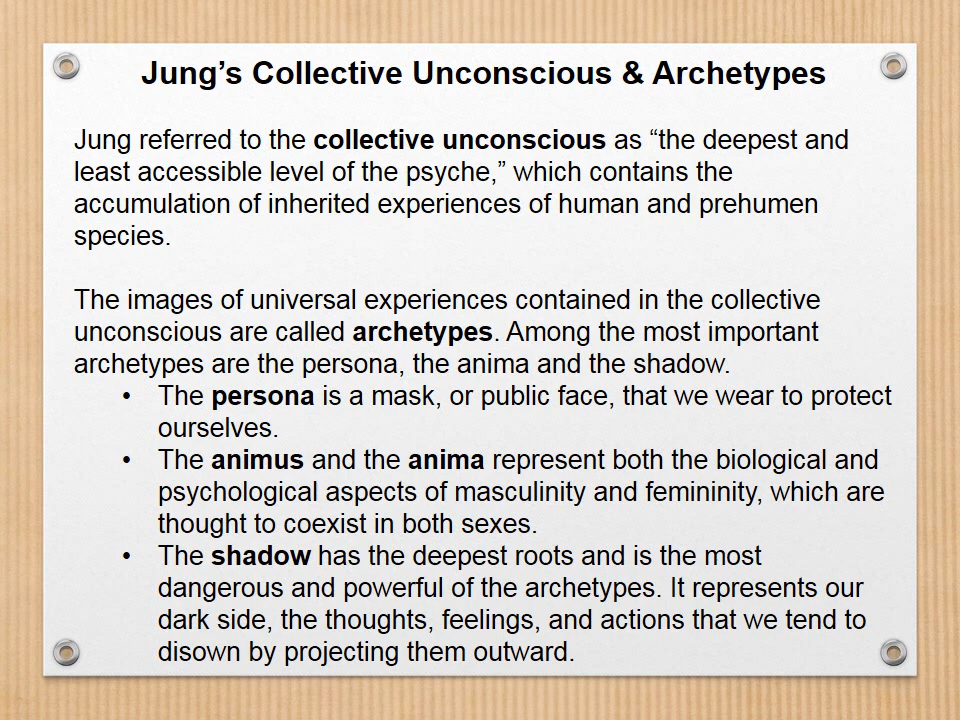 Jung’s Collective Unconscious & Archetypes
Jung referred to the collective unconscious as “the deepest and
least accessible level of the psyche,” which contains the
accumulation of inherited experiences of human and prehumen
species.
The images of universal experiences contained in the collective
unconscious are called archetypes. Among the most important
archetypes are the persona, the anima and the shadow.
• The persona is a mask, or public face, that we wear to protect
ourselves.
• The animus and the anima represent both the biological and
psychological aspects of masculinity and femininity, which are
thought to coexist in both sexes.
• The shadow has the deepest roots and is the most
dangerous and powerful of the archetypes. It represents our
dark side, the thoughts, feelings, and actions that we tend to
disown by projecting them outward.